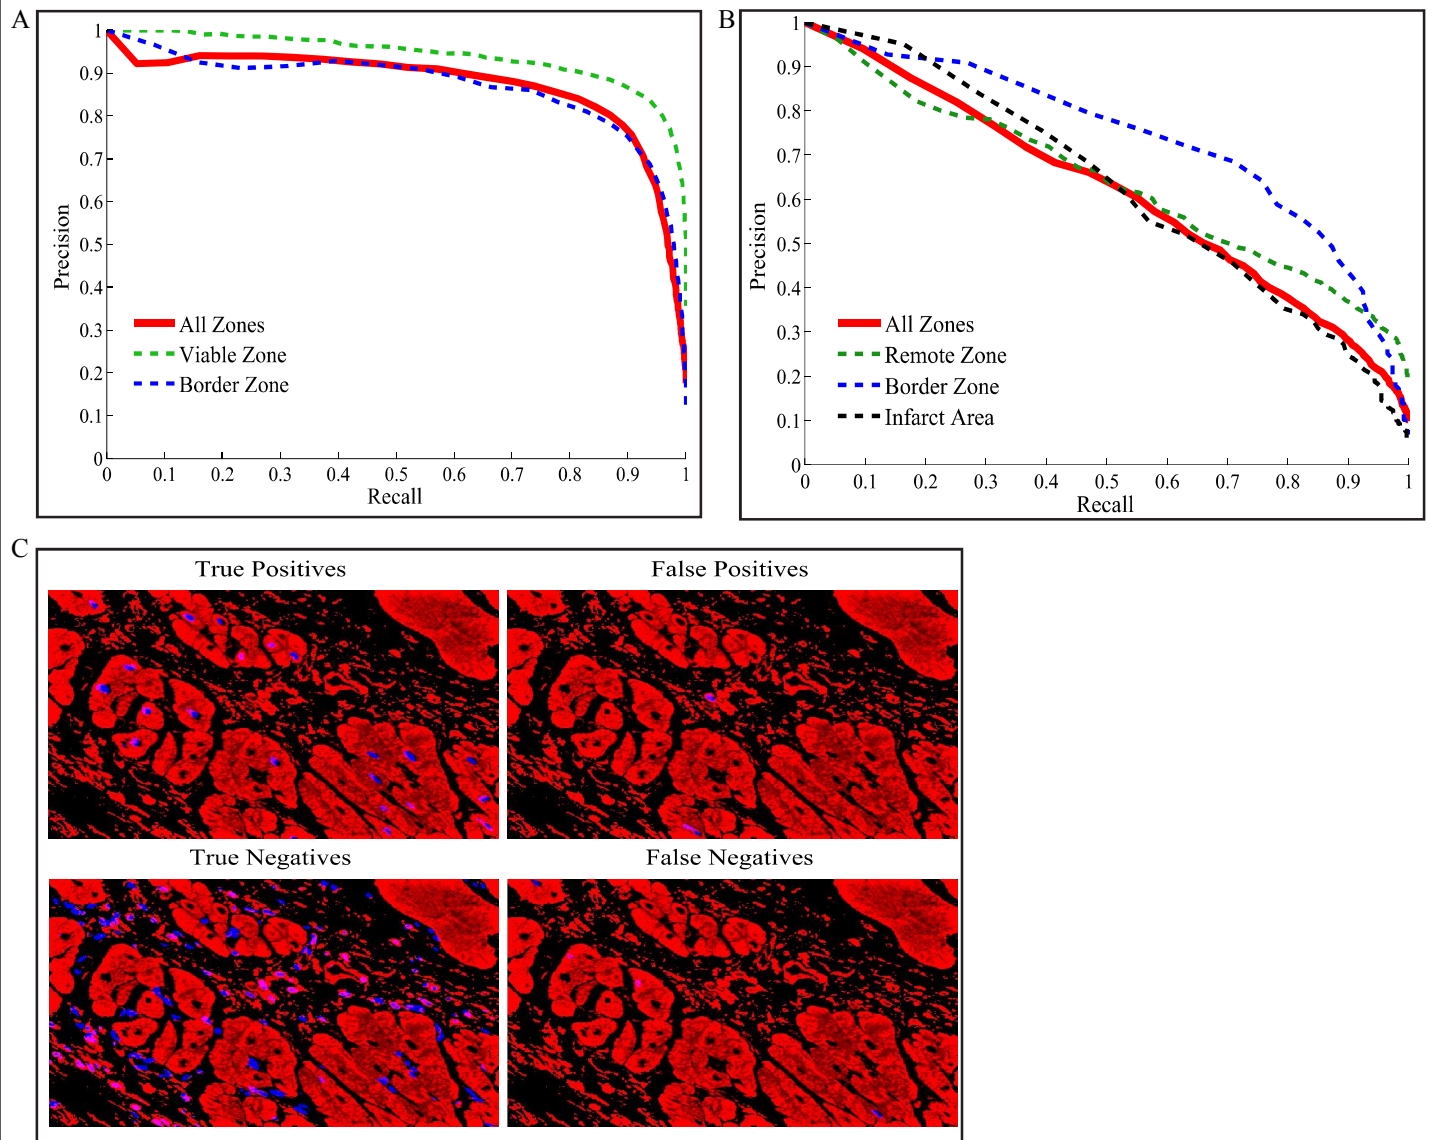 A
1
0.9
0.8
0.7
0.6
0.5
0.4
0.3
0.2
0.1
0
Precision
All Zones
Viable Zone
Border Zone
0 0.1 0.2 0.3 0.4 0.5 0.6 0.7 0.8 0.9 1
Recall
B
1
0.9
0.8
0.7
0.6
0.5
0.4
0.3
0.2
0.1
0
Precision
All Zones
Remote Zone
Border Zone
Infarct Area
0 0.1 0.2 0.3 0.4 0.5 0.6 0.7 0.8 0.9 1
Recall
C
True Positives
False Positives
True Negatives
False Negatives